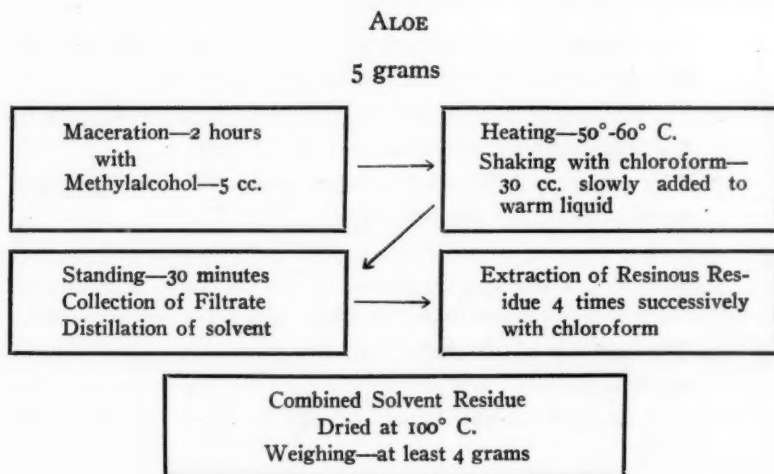 ALOE
5 grams
Maceration—2 hours
with
Methylalcohol—5 cc.
Heating—50°-60° C.
Shaking with chloroform—
30 cc. slowly added to
warm liquid
Standing—30 minutes
Collection of Filtrate
Distillation of solvent
Extraction of Resinous Res-
idue 4 times successively
with chloroform
Combined Solvent Residue
Dried at 100° C.
Weighing—at least 4 grams